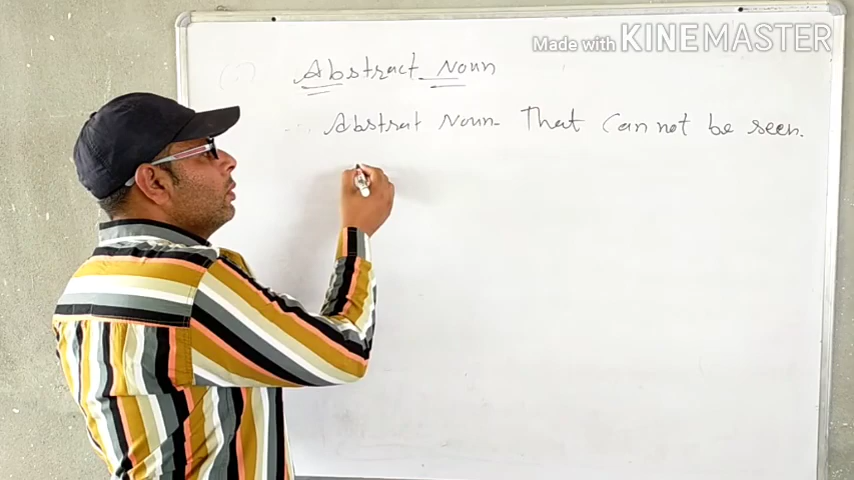 Made with KINEMASTER
Abstract Noun
Abstrat Noun- That can not be seen.